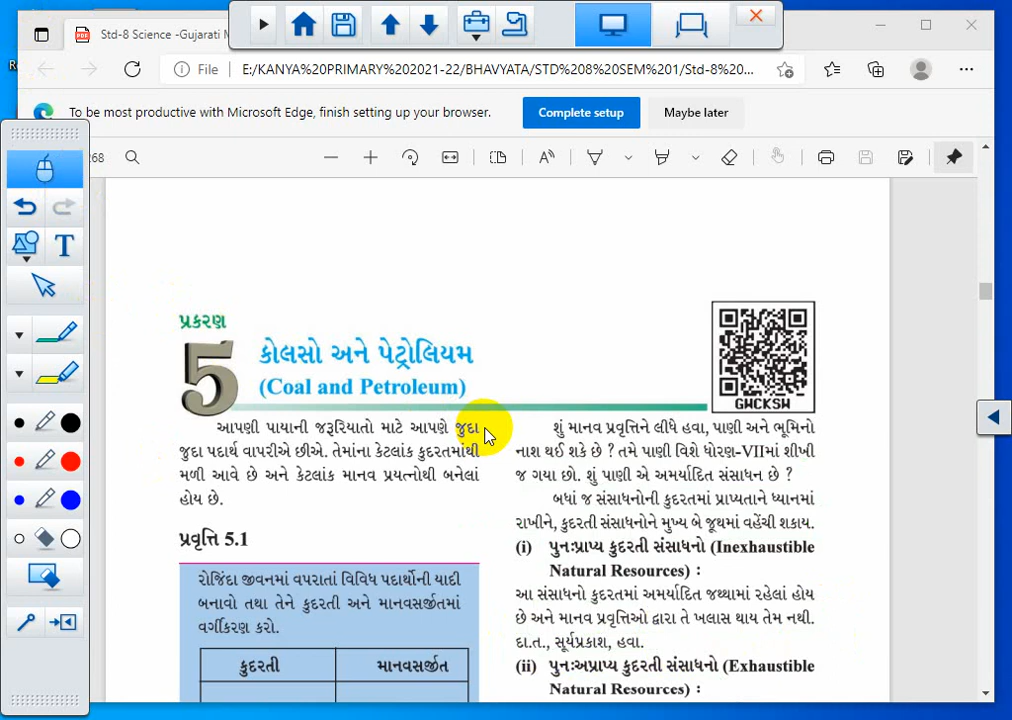 Std-8 Science -Gujarati M
File
E:/KANYA%20PRIMARY%202021-22/BHAVYATA/STD%208%20SEM%201/Std-8%20...
To be most productive with Microsoft Edge, finish setting up your browser.
Complete setup
Maybe later
T
પ્રકરણ
5
કોલસો અને પેટ્રોલિયમ
(Coal and Petroleum)
GWCKSW
આપણી પાયાની જરૂરિયાતો માટે આપણે જુદા
જુદા પદાર્થ વાપરીએ છીએ. તેમાંના કેટલાંક કુદરતમાંથી
મળી આવે છે અને કેટલાંક માનવ પ્રયત્નોથી બનેલાં
હોય છે.
પ્રવૃત્તિ 5.1
રોજિંદા જીવનમાં વપરાતાં વિવિધ પદાર્થોની યાદી
બનાવો તથા તેને કુદરતી અને માનવસર્જીતમાં
વર્ગીકરણ કરો.
કુદરતી
માનવસર્જીત
શું માનવ પ્રવૃત્તિને લીધે હવા, પાણી અને ભૂમિનો
નાશ થઈ શકે છે ? તમે પાણી વિશે ધોરણ-VIIમાં શીખી
જ ગયા છો. શું પાણી એ અમર્યાદિત સંસાધન છે ?
બધાં જ સંસાધનોની કુદરતમાં પ્રાપ્યતાને ધ્યાનમાં
રાખીને, કુદરતી સંસાધનોને મુખ્ય બે જૂથમાં વહેંચી શકાય.
(i) પુનઃપ્રાપ્ય કુદરતી સંસાધનો (Inexhaustible
Natural Resources) :
આ સંસાધનો કુદરતમાં અમર્યાદિત જથ્થામાં રહેલાં હોય
છે અને માનવ પ્રવૃત્તિઓ દ્વારા તે ખલાસ થાય તેમ નથી.
દા.ત., સૂર્યપ્રકાશ, હવા.
(ii) પુનઃઅપ્રાપ્ય કુદરતી સંસાધનો (Exhaustible
Natural Resources) :